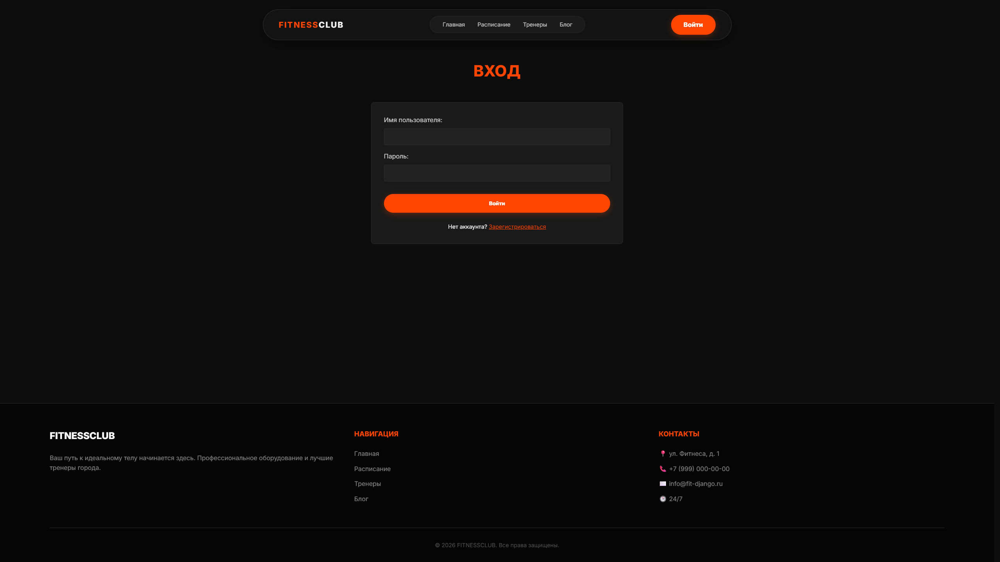 FITNESSCLUB
Главная Расписание Тренеры Блог
Войти
ВХОД
Имя пользователя:
Пароль:
Войти
Нет аккаунта? Зарегистрироваться
FITNESSCLUB
Ваш путь к идеальному телу начинается здесь. Профессиональное оборудование и лучшие
тренеры города.
НАВИГАЦИЯ
Главная
Расписание
Тренеры
Блог
КОНТАКТЫ
ул. Фитнеса, д. 1
+7 (999) 000-00-00
info@fit-django.ru
24/7
© 2026 FITNESSCLUB. Все права защищены.